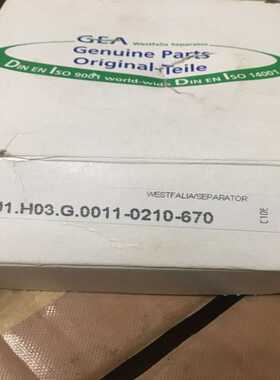 GEA Westfalia Separator
Genuine Parts
Original-Teile
DIN EN ISO 9001 world-wide DIN EN ISO 14001
WESTFALIA/SEPARATOR
01.H03.G.0011-0210-670